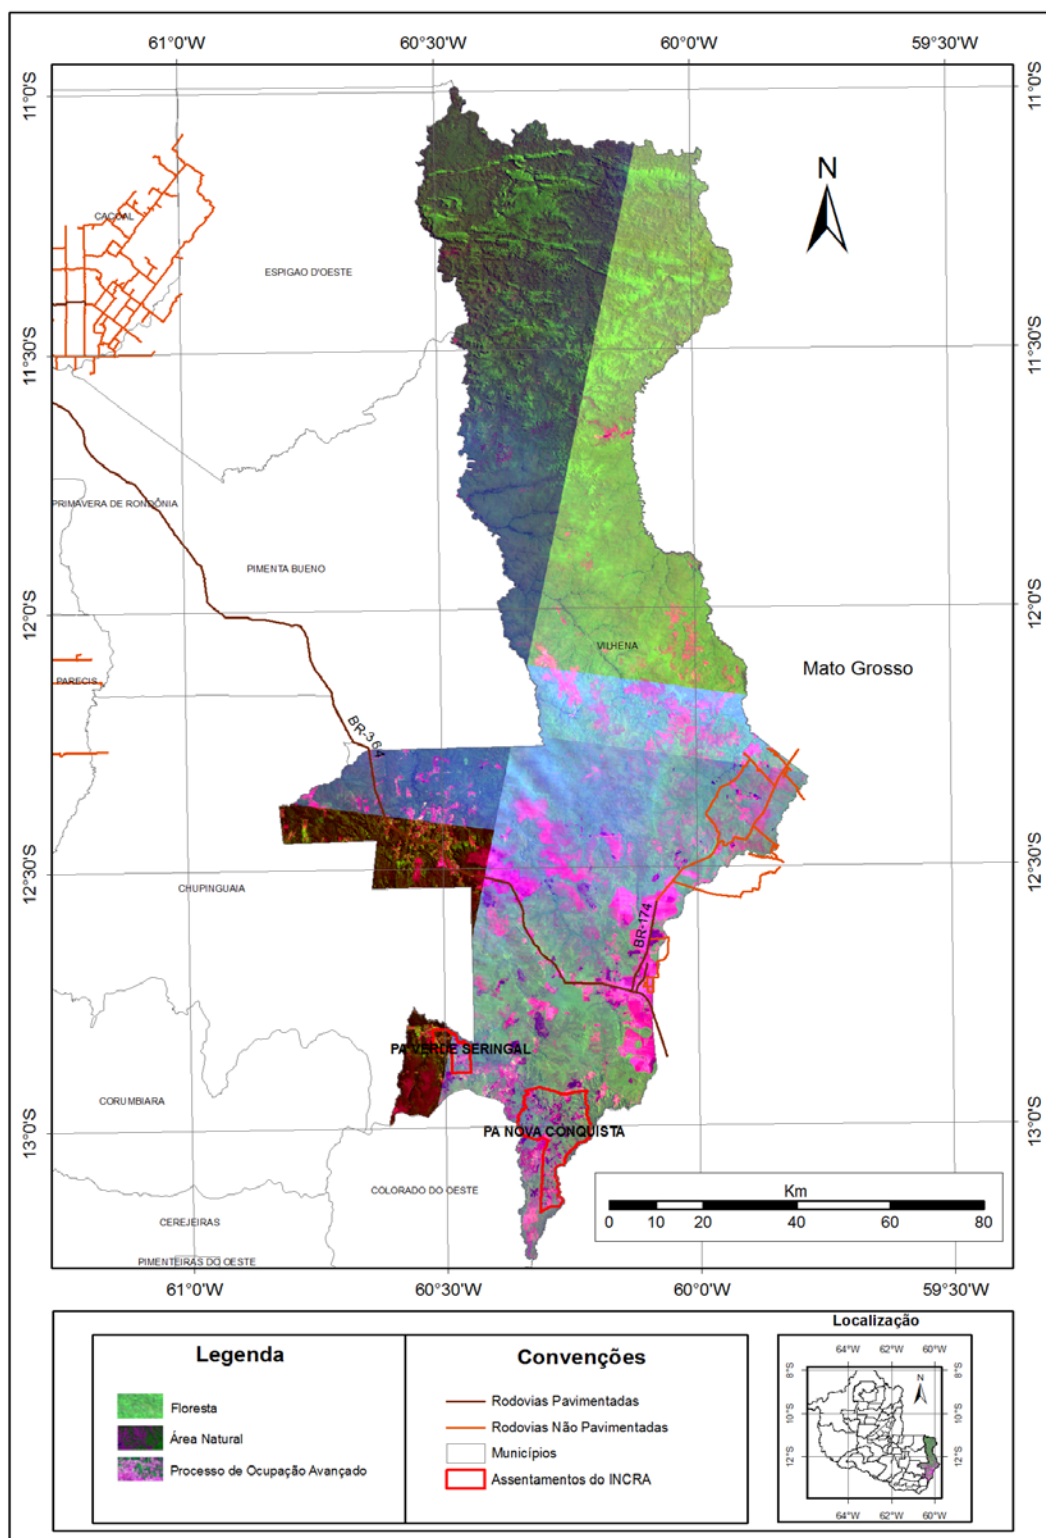 61°0'W 60°30'W 60°0'W 59°30'W
11°0'S 11°0'S
N
CACOAL
ESPIGAO D'OESTE
11°30'S 11°30'S
PRIMAVERA DE RONDÔNIA
PIMENTA BUENO
12°0'S 12°0'S
VILHENA
Mato Grosso
PARECIS
BR-364
12°30'S 12°30'S
CHUPINGUAIA
BR-174
PA VERDE SERINGAL
CORUMBIARA
13°0'S 13°0'S
PA NOVA CONQUISTA
COLORADO DO OESTE
Km
CEREJEIRAS
0 10 20 40 60 80
PIMENTEIRAS DO OESTE
61°0'W 60°30'W 60°0'W 59°30'W
Legenda
Floresta
Área Natural
Processo de Ocupação Avançado
Convenções
Rodovias Pavimentadas
Rodovias Não Pavimentadas
Municípios
Assentamentos do INCRA
Localização
64°W 62°W 60°W
8°S 8°S
N
10°S 10°S
12°S 12°S
64°W 62°W 60°W